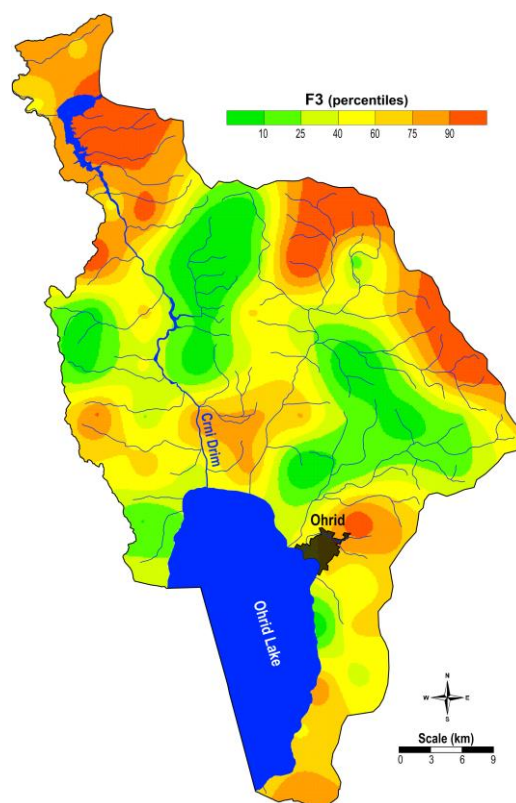 F3 (percentiles)
10 25 40 60 75 90
Crni Drim
Ohrid
Ohrid Lake
N
W E
S
Scale (km)
0 3 6 9